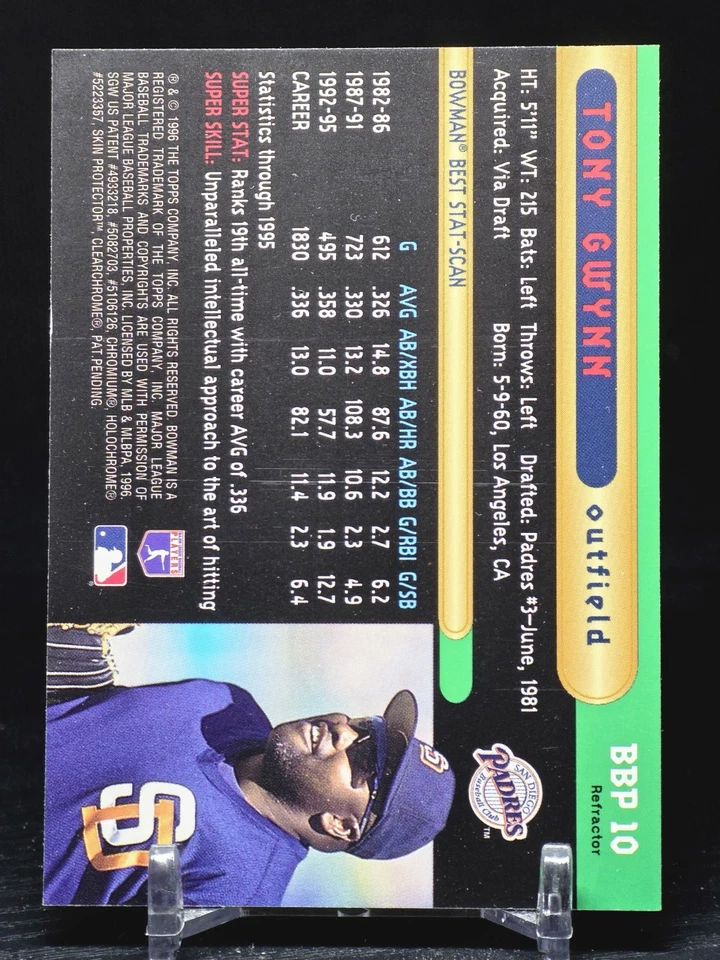 BBP 10
Refractor
TONY GWYNN outfield
HT: 5'11" WT: 215 Bats: Left Throws: Left Drafted: Padres #3–June, 1981
Acquired: Via Draft Born: 5-9-60, Los Angeles, CA
SAN DIEGO
PADRES
Baseball Club
TM
BOWMAN® BEST STAT-SCAN
G AVG AB/XBH AB/HR AB/BB G/RBI G/SB
1982-86 612 .326 14.8 87.6 12.2 2.7 6.2
1987-91 723 .330 13.2 108.3 10.6 2.3 4.9
1992-95 495 .358 11.0 57.7 11.9 1.9 12.7
CAREER 1830 .336 13.0 82.1 11.4 2.3 6.4
Statistics through 1995
SUPER STAT: Ranks 19th all-time with career AVG of .336
SUPER SKILL: Unparalleled intellectual approach to the art of hitting
® & © 1996 THE TOPPS COMPANY, INC. ALL RIGHTS RESERVED. BOWMAN IS A
REGISTERED TRADEMARK OF THE TOPPS COMPANY, INC. MAJOR LEAGUE
BASEBALL TRADEMARKS AND COPYRIGHTS ARE USED WITH PERMISSION OF
MAJOR LEAGUE BASEBALL PROPERTIES, INC. LICENSED BY MLB & MLBPA, 1996.
SGW US PATENT #4933218, #5082703, #5106126, CHROMIUM®, HOLOCHROME®
#5223357, SKIN PROTECTOR™, CLEARCHROME®, PAT.PENDING.
PLAYERS
®
SD
SD